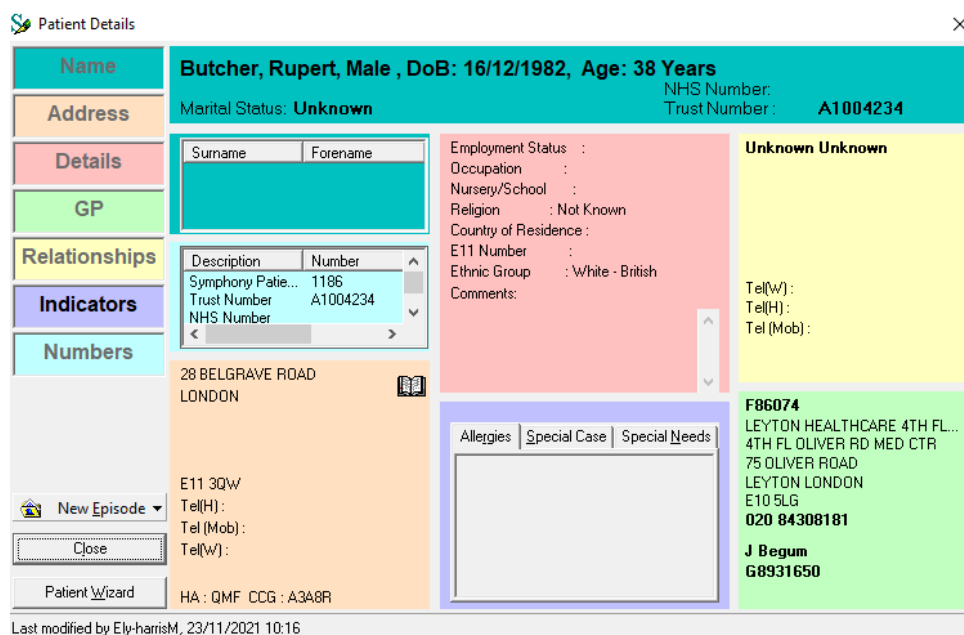 Patient Details
Name
Address
Details
GP
Relationships
Indicators
Numbers
New Episode
Close
Patient Wizard
Butcher, Rupert, Male , DoB: 16/12/1982, Age: 38 Years
NHS Number:
Marital Status: Unknown
Trust Number : A1004234
Surname Forename
Description Number
Symphony Patie... 1186
Trust Number A1004234
NHS Number
28 BELGRAVE ROAD
LONDON
E11 3QW
Tel(H) :
Tel (Mob) :
Tel(W) :
HA : QMF CCG : A3A8R
Employment Status :
Occupation :
Nursery/School :
Religion : Not Known
Country of Residence :
E11 Number :
Ethnic Group : White - British
Comments:
Allergies Special Case Special Needs
Unknown Unknown
Tel(W) :
Tel(H) :
Tel (Mob) :
F86074
LEYTON HEALTHCARE 4TH FL...
4TH FL OLIVER RD MED CTR
75 OLIVER ROAD
LEYTON LONDON
E10 5LG
020 84308181
J Begum
G8931650
Last modified by Ely-harrisM, 23/11/2021 10:16